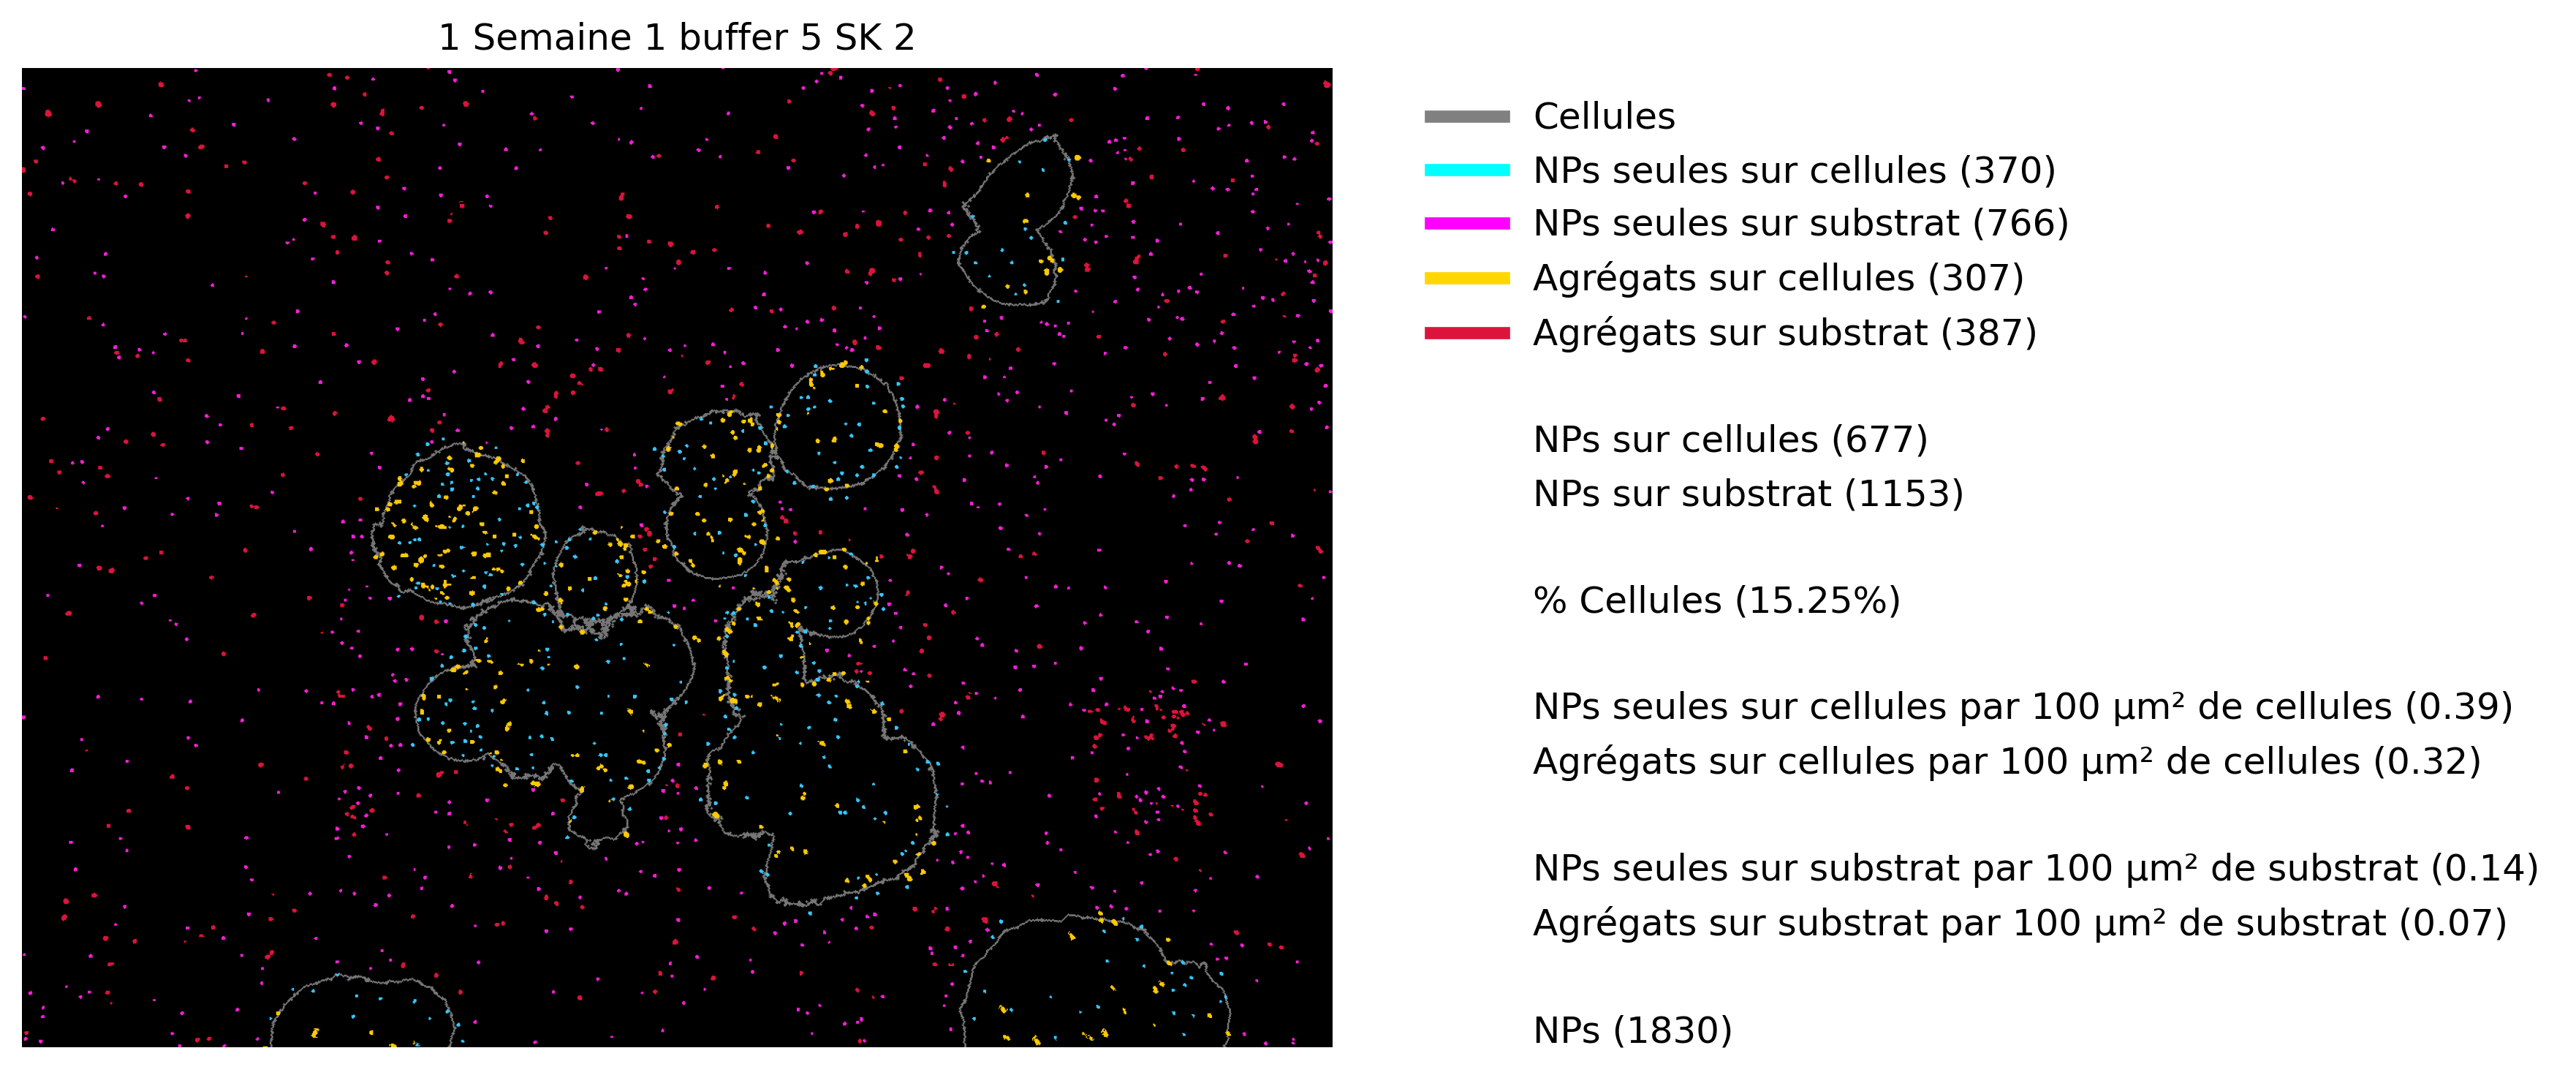 1 Semaine 1 buffer 5 SK 2
Cellules
NPs seules sur cellules (370)
NPs seules sur substrat (766)
Agrégats sur cellules (307)
Agrégats sur substrat (387)
NPs sur cellules (677)
NPs sur substrat (1153)
% Cellules (15.25%)
NPs seules sur cellules par 100 µm² de cellules (0.39)
Agrégats sur cellules par 100 µm² de cellules (0.32)
NPs seules sur substrat par 100 µm² de substrat (0.14)
Agrégats sur substrat par 100 µm² de substrat (0.07)
NPs (1830)